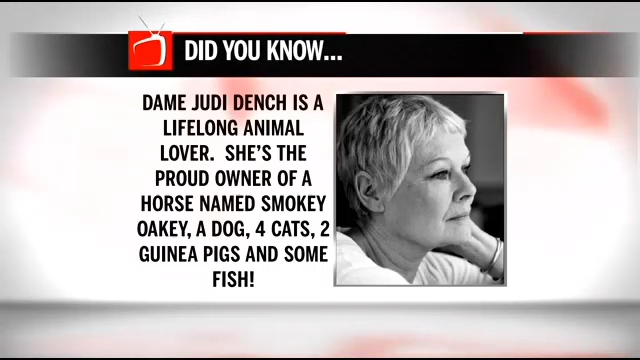 DID YOU KNOW...
DAME JUDI DENCH IS A
LIFELONG ANIMAL
LOVER. SHE'S THE
PROUD OWNER OF A
HORSE NAMED SMOKEY
OAKEY, A DOG, 4 CATS, 2
GUINEA PIGS AND SOME
FISH!